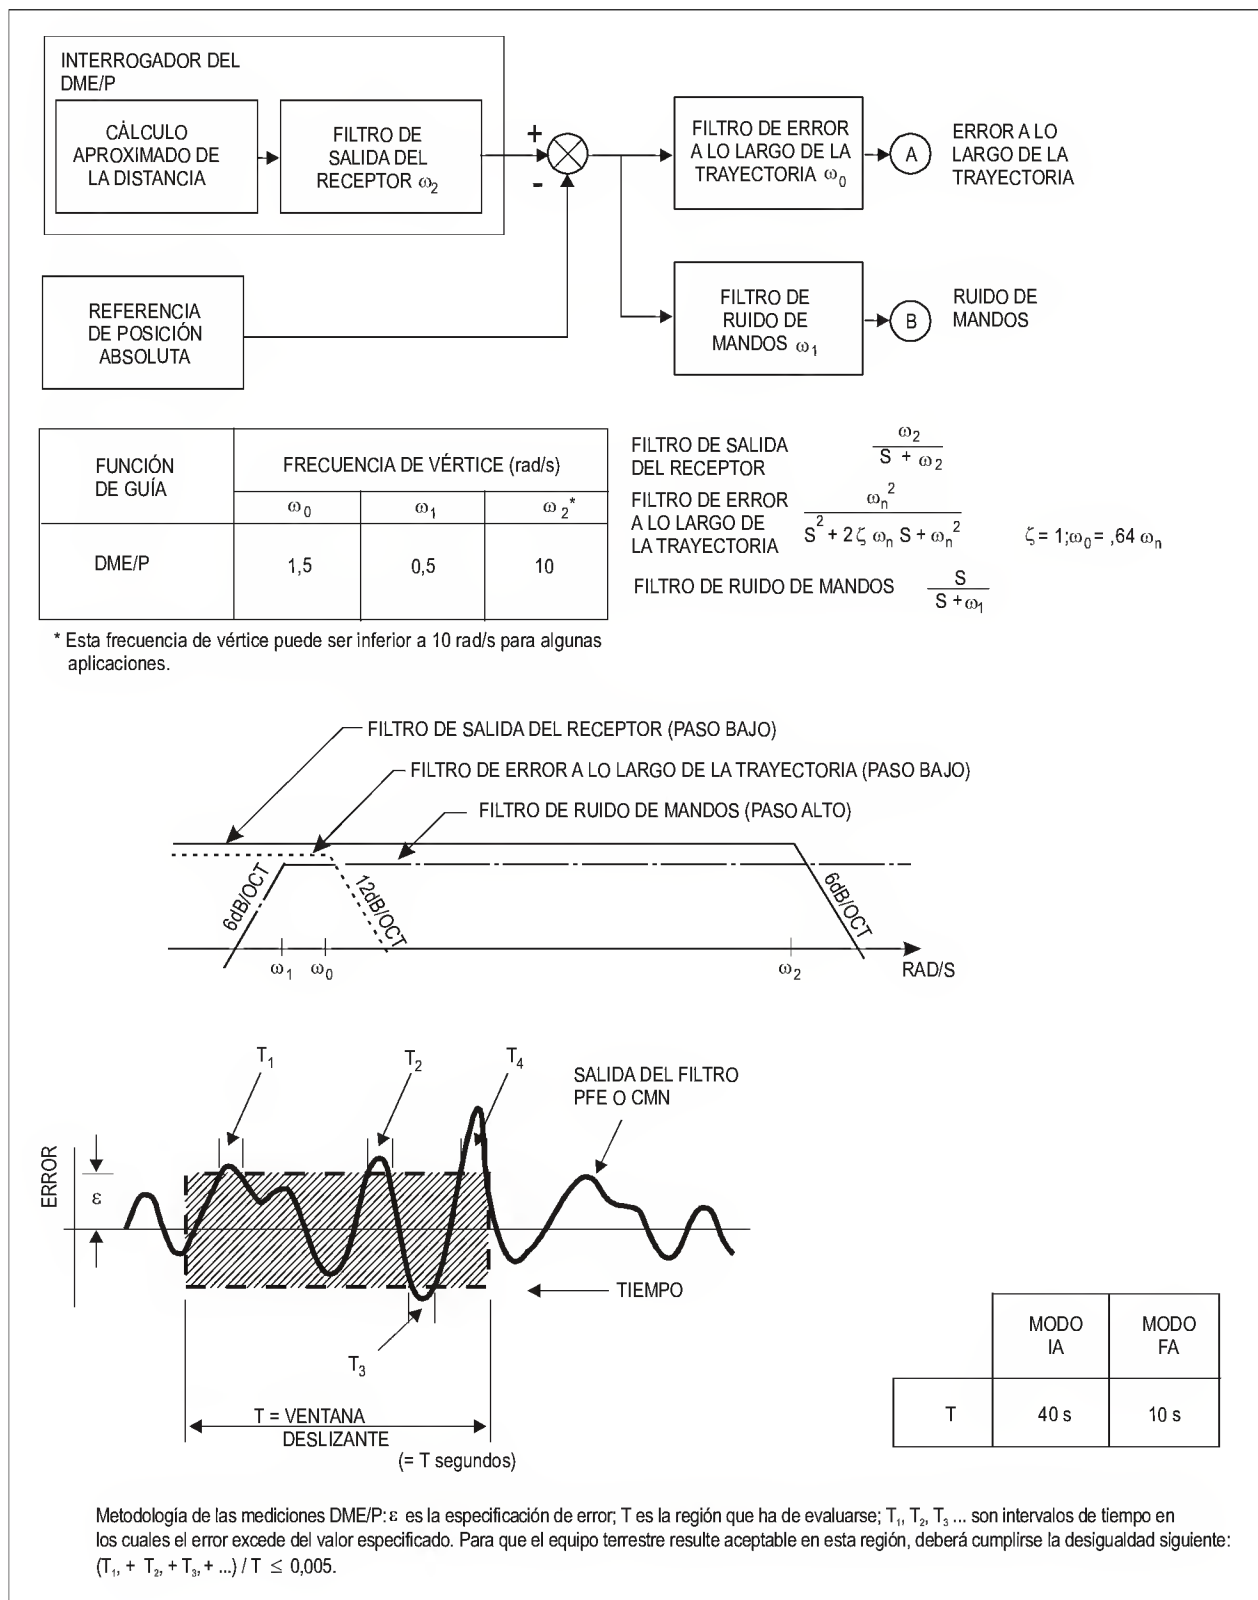 INTERROGADOR DEL
DME/P
CÁLCULO
APROXIMADO DE
LA DISTANCIA
FILTRO DE
SALIDA DEL
RECEPTOR ω₂
+
-
FILTRO DE ERROR
A LO LARGO DE LA
TRAYECTORIA ω₀
A
ERROR A LO
LARGO DE LA
TRAYECTORIA
REFERENCIA
DE POSICIÓN
ABSOLUTA
FILTRO DE
RUIDO DE
MANDOS ω₁
B
RUIDO DE
MANDOS
FUNCIÓN
DE GUÍA
FRECUENCIA DE VÉRTICE (rad/s)
ω₀ ω₁ ω₂*
DME/P 1,5 0,5 10
* Esta frecuencia de vértice puede ser inferior a 10 rad/s para algunas
aplicaciones.
FILTRO DE SALIDA
DEL RECEPTOR
ω₂
S + ω₂
FILTRO DE ERROR
A LO LARGO DE
LA TRAYECTORIA
ωₙ²
S² + 2 ζ ωₙ S + ωₙ²
ζ = 1;ω₀ = ,64 ωₙ
FILTRO DE RUIDO DE MANDOS
S
S + ω₁
FILTRO DE SALIDA DEL RECEPTOR (PASO BAJO)
FILTRO DE ERROR A LO LARGO DE LA TRAYECTORIA (PASO BAJO)
FILTRO DE RUIDO DE MANDOS (PASO ALTO)
6dB/OCT
12dB/OCT
6dB/OCT
ω₁ ω₀ ω₂
RAD/S
T₁ T₂ T₄
SALIDA DEL FILTRO
PFE O CMN
ERROR
ε
TIEMPO
T₃
T = VENTANA
DESLIZANTE
(= T segundos)
MODO
IA
MODO
FA
T 40 s 10 s
Metodología de las mediciones DME/P: ε es la especificación de error; T es la región que ha de evaluarse; T₁, T₂, T₃ ... son intervalos de tiempo en
los cuales el error excede del valor especificado. Para que el equipo terrestre resulte aceptable en esta región, deberá cumplirse la desigualdad siguiente:
(T₁, + T₂, + T₃, + ...) / T ≤ 0,005.